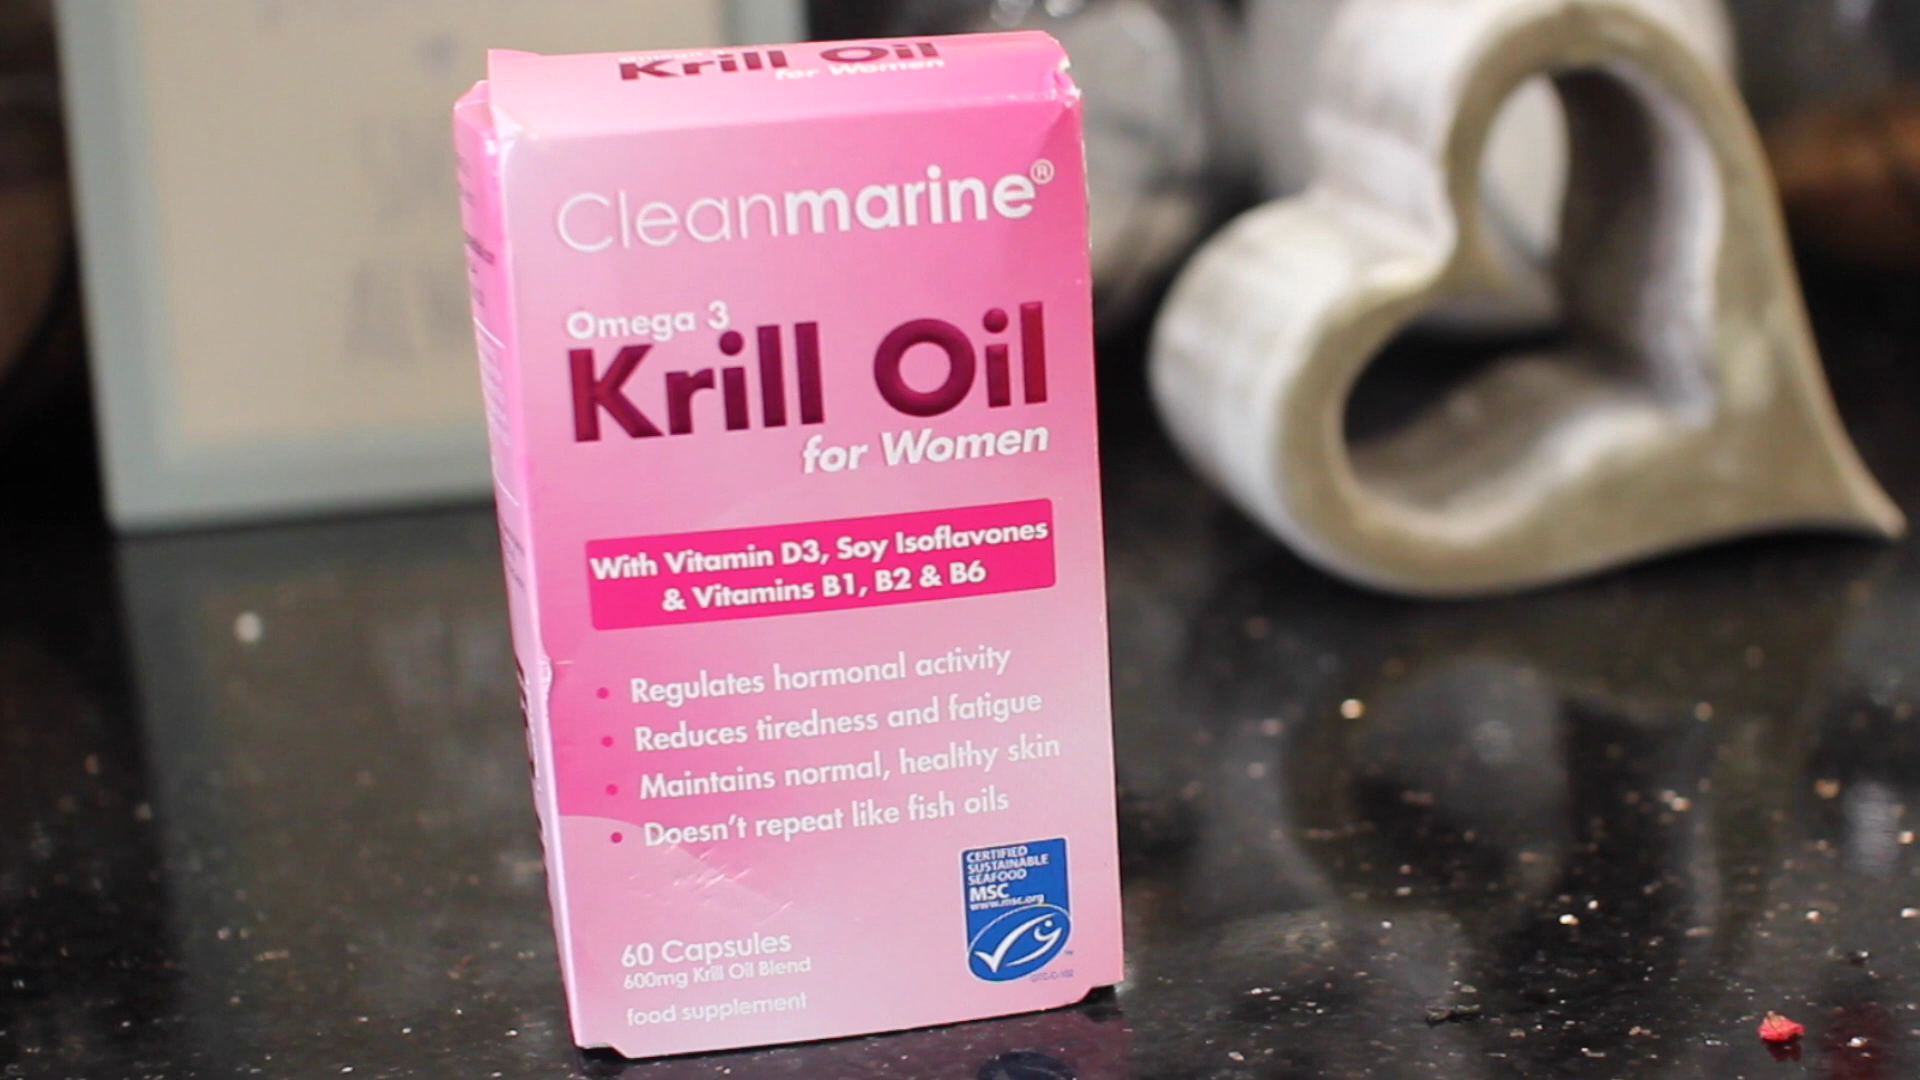 Krill Oil
for Women
Cleanmarine®
Omega 3
Krill Oil
for Women
With Vitamin D3, Soy Isoflavones
& Vitamins B1, B2 & B6
• Regulates hormonal activity
• Reduces tiredness and fatigue
• Maintains normal, healthy skin
• Doesn't repeat like fish oils
CERTIFIED
SUSTAINABLE
SEAFOOD
MSC
www.msc.org
™
60 Capsules
600mg Krill Oil Blend
food supplement